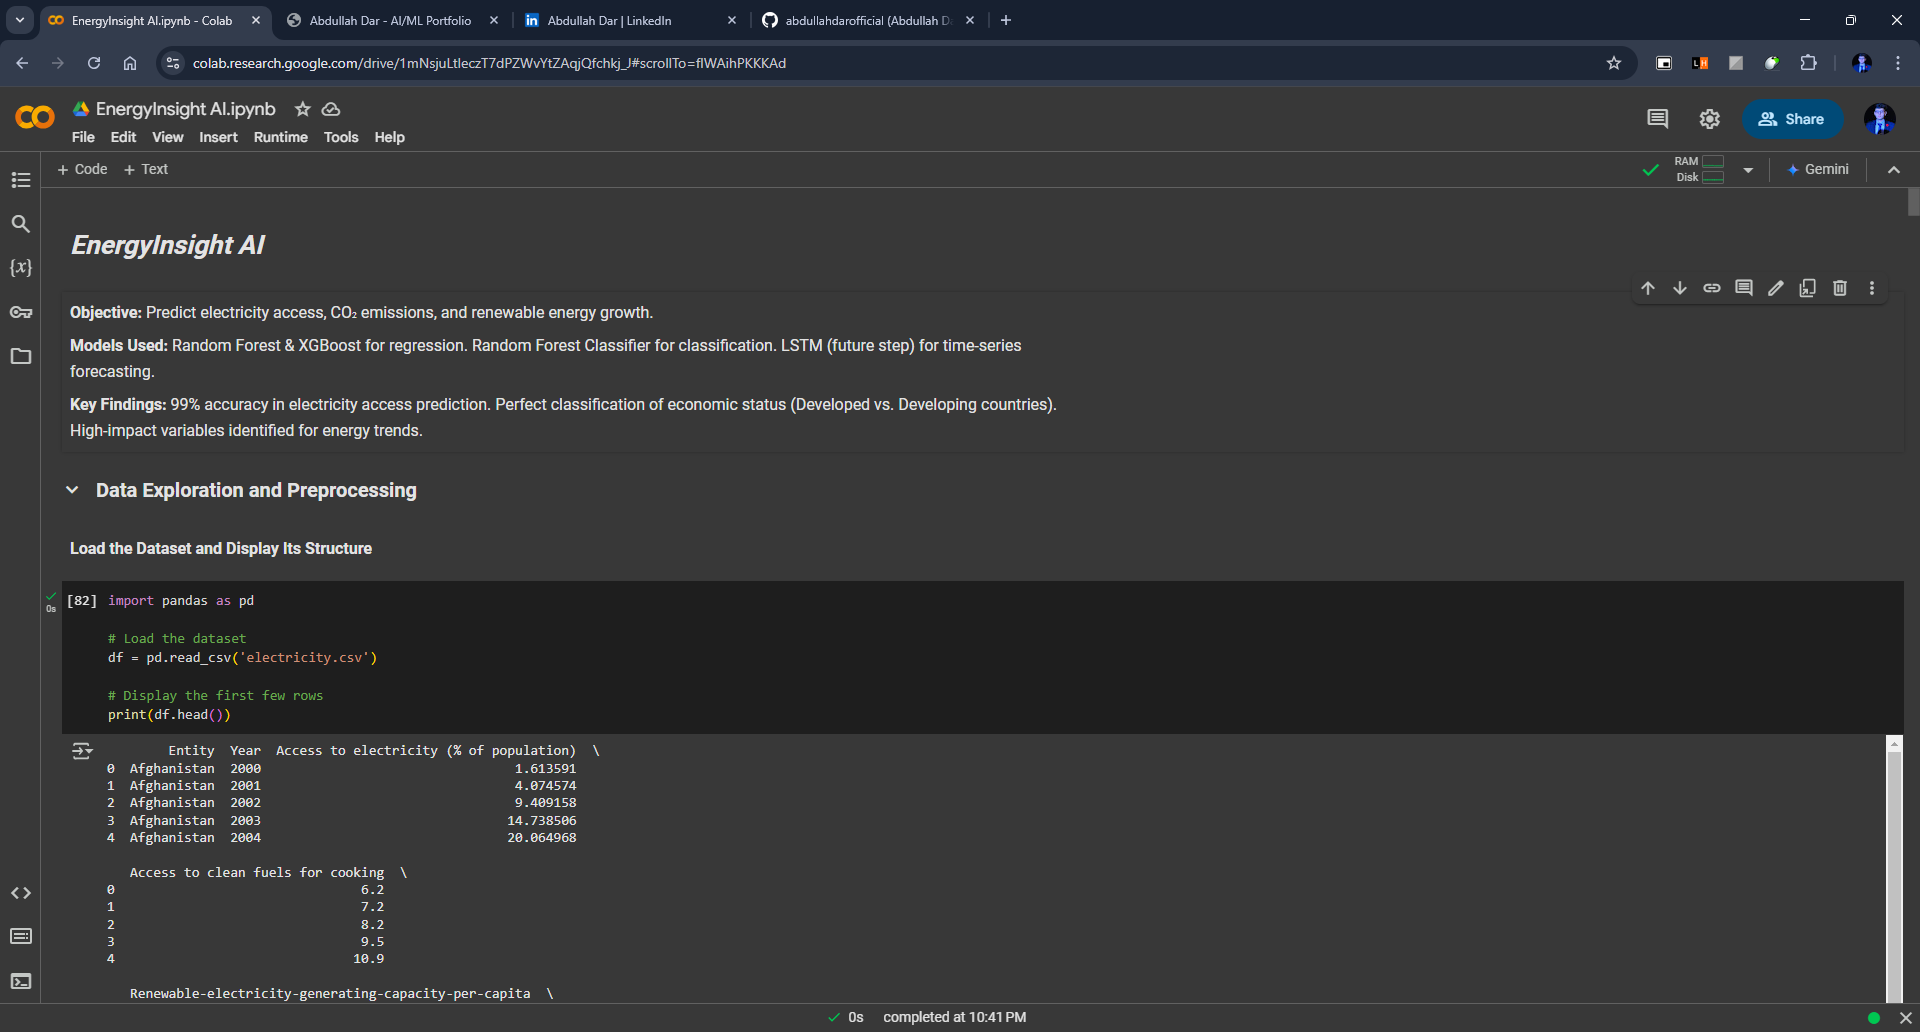 EnergyInsight AI.ipynb - Colab
Abdullah Dar - AI/ML Portfolio
Abdullah Dar | LinkedIn
abdullahdarofficial (Abdullah D
colab.research.google.com/drive/1mNsjuLtleczT7dPZWvYtZAqjQfchkj_J#scrollTo=fIWAihPKKKAd
EnergyInsight AI.ipynb
File Edit View Insert Runtime Tools Help
Share
+ Code + Text
RAM
Disk
Gemini
EnergyInsight AI
Objective: Predict electricity access, CO₂ emissions, and renewable energy growth.
Models Used: Random Forest & XGBoost for regression. Random Forest Classifier for classification. LSTM (future step) for time-series
forecasting.
Key Findings: 99% accuracy in electricity access prediction. Perfect classification of economic status (Developed vs. Developing countries).
High-impact variables identified for energy trends.
Data Exploration and Preprocessing
Load the Dataset and Display Its Structure
0s
[82] import pandas as pd
# Load the dataset
df = pd.read_csv('electricity.csv')
# Display the first few rows
print(df.head())
Entity Year Access to electricity (% of population) \
0 Afghanistan 2000 1.613591
1 Afghanistan 2001 4.074574
2 Afghanistan 2002 9.409158
3 Afghanistan 2003 14.738506
4 Afghanistan 2004 20.064968
Access to clean fuels for cooking \
0 6.2
1 7.2
2 8.2
3 9.5
4 10.9
Renewable-electricity-generating-capacity-per-capita \
0s completed at 10:41 PM